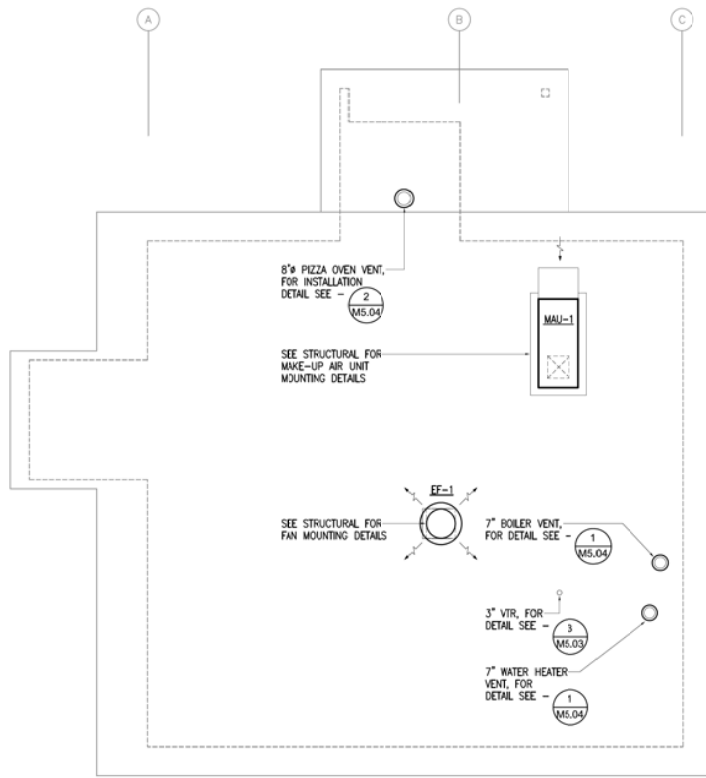 A
B
C
8"ø PIZZA OVEN VENT,
FOR INSTALLATION
DETAIL SEE -
2
M5.04
MAU-1
SEE STRUCTURAL FOR
MAKE-UP AIR UNIT
MOUNTING DETAILS
EF-1
SEE STRUCTURAL FOR
FAN MOUNTING DETAILS
7" BOILER VENT,
FOR DETAIL SEE -
1
M5.04
3" VTR, FOR
DETAIL SEE -
3
M5.03
7" WATER HEATER
VENT, FOR
DETAIL SEE -
1
M5.04